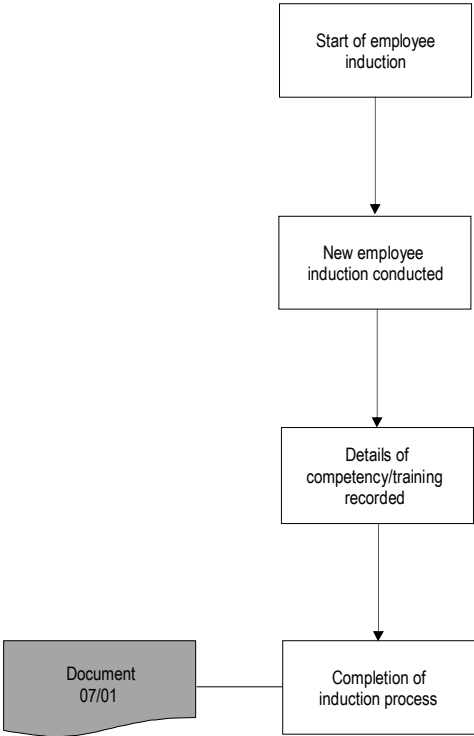 Start of employee
induction
New employee
induction conducted
Details of
competency/training
recorded
Document
07/01
Completion of
induction process